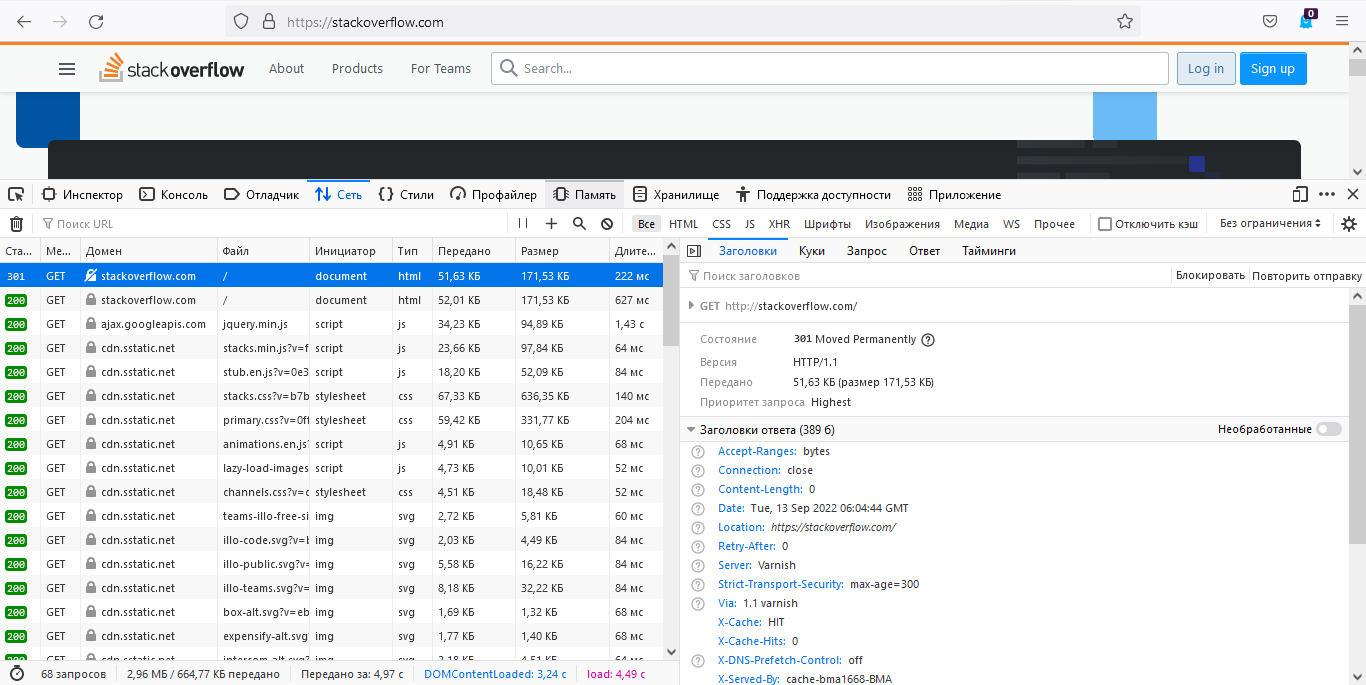 0
https://stackoverflow.com
stackoverflow About Products For Teams Search... Log in Sign up
Инспектор Консоль Отладчик Сеть Стили Профайлер Память Хранилище Поддержка доступности Приложение
Поиск URL Все HTML CSS JS XHR Шрифты Изображения Медиа WS Прочее Отключить кэш Без ограничения
Ста... Ме... Домен Файл Инициатор Тип Передано Размер Длите...
301 GET stackoverflow.com / document html 51,63 КБ 171,53 КБ 222 мс
200 GET stackoverflow.com / document html 52,01 КБ 171,53 КБ 627 мс
200 GET ajax.googleapis.com jquery.min.js script js 34,23 КБ 94,89 КБ 1,43 с
200 GET cdn.sstatic.net stacks.min.js?v=f script js 23,66 КБ 97,84 КБ 64 мс
200 GET cdn.sstatic.net stub.en.js?v=0e3 script js 18,20 КБ 52,09 КБ 84 мс
200 GET cdn.sstatic.net stacks.css?v=b7b stylesheet css 67,33 КБ 636,35 КБ 140 мс
200 GET cdn.sstatic.net primary.css?v=0ff stylesheet css 59,42 КБ 331,77 КБ 204 мс
200 GET cdn.sstatic.net animations.en.js? script js 4,91 КБ 10,65 КБ 68 мс
200 GET cdn.sstatic.net lazy-load-images script js 4,73 КБ 10,01 КБ 52 мс
200 GET cdn.sstatic.net channels.css?v=c stylesheet css 4,51 КБ 18,48 КБ 52 мс
200 GET cdn.sstatic.net teams-illo-free-si img svg 2,72 КБ 5,81 КБ 60 мс
200 GET cdn.sstatic.net illo-code.svg?v=b img svg 2,03 КБ 4,49 КБ 84 мс
200 GET cdn.sstatic.net illo-public.svg?v= img svg 5,58 КБ 16,22 КБ 84 мс
200 GET cdn.sstatic.net illo-teams.svg?v= img svg 8,18 КБ 32,22 КБ 84 мс
200 GET cdn.sstatic.net box-alt.svg?v=eb img svg 1,69 КБ 1,32 КБ 68 мс
200 GET cdn.sstatic.net expensify-alt.svg img svg 1,77 КБ 1,40 КБ 68 мс
200 GET cdn.sstatic.net intercom-alt.svg? img svg 2,18 КБ 4,51 КБ 64 мс
68 запросов 2,96 МБ / 664,77 КБ передано Передано за: 4,97 с DOMContentLoaded: 3,24 с load: 4,49 с
Заголовки Куки Запрос Ответ Тайминги
Поиск заголовков Блокировать Повторить отправку
GET http://stackoverflow.com/
Состояние 301 Moved Permanently
Версия HTTP/1.1
Передано 51,63 КБ (размер 171,53 КБ)
Приоритет запроса Highest
Заголовки ответа (389 б) Необработанные
Accept-Ranges: bytes
Connection: close
Content-Length: 0
Date: Tue, 13 Sep 2022 06:04:44 GMT
Location: https://stackoverflow.com/
Retry-After: 0
Server: Varnish
Strict-Transport-Security: max-age=300
Via: 1.1 varnish
X-Cache: HIT
X-Cache-Hits: 0
X-DNS-Prefetch-Control: off
X-Served-By: cache-bma1668-BMA